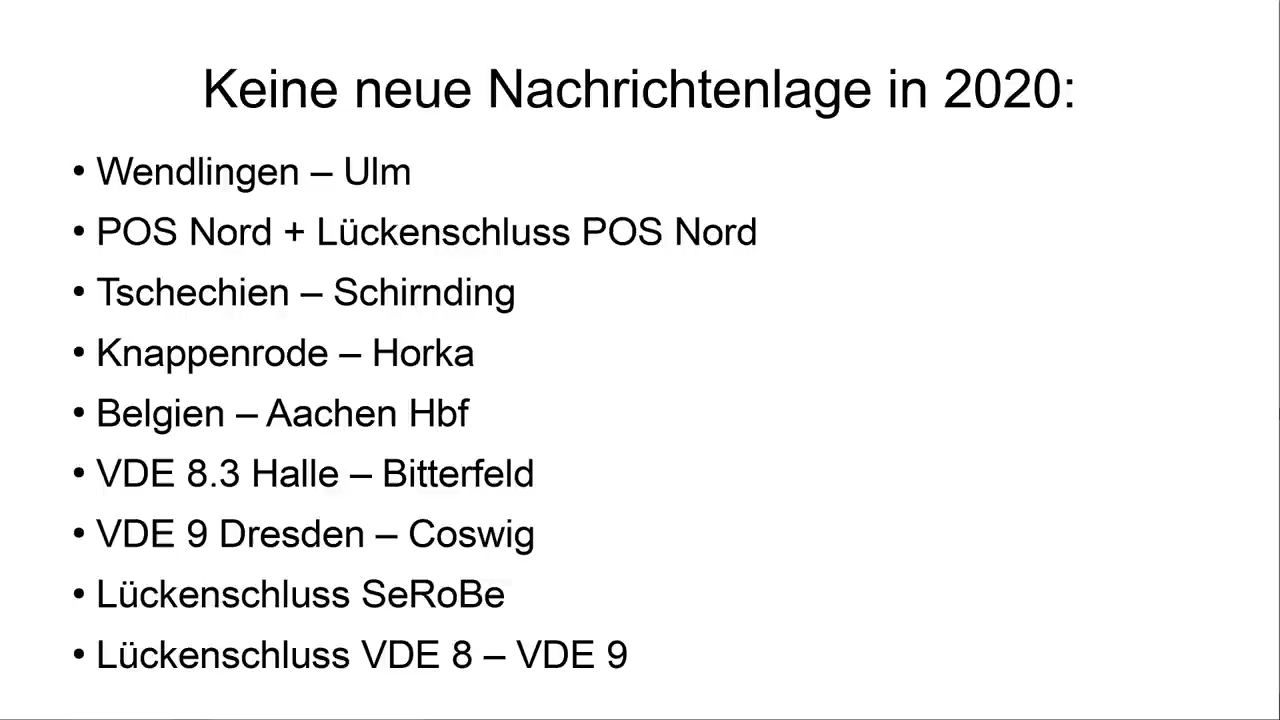 Keine neue Nachrichtenlage in 2020:
• Wendlingen – Ulm
• POS Nord + Lückenschluss POS Nord
• Tschechien – Schirnding
• Knappenrode – Horka
• Belgien – Aachen Hbf
• VDE 8.3 Halle – Bitterfeld
• VDE 9 Dresden – Coswig
• Lückenschluss SeRoBe
• Lückenschluss VDE 8 – VDE 9